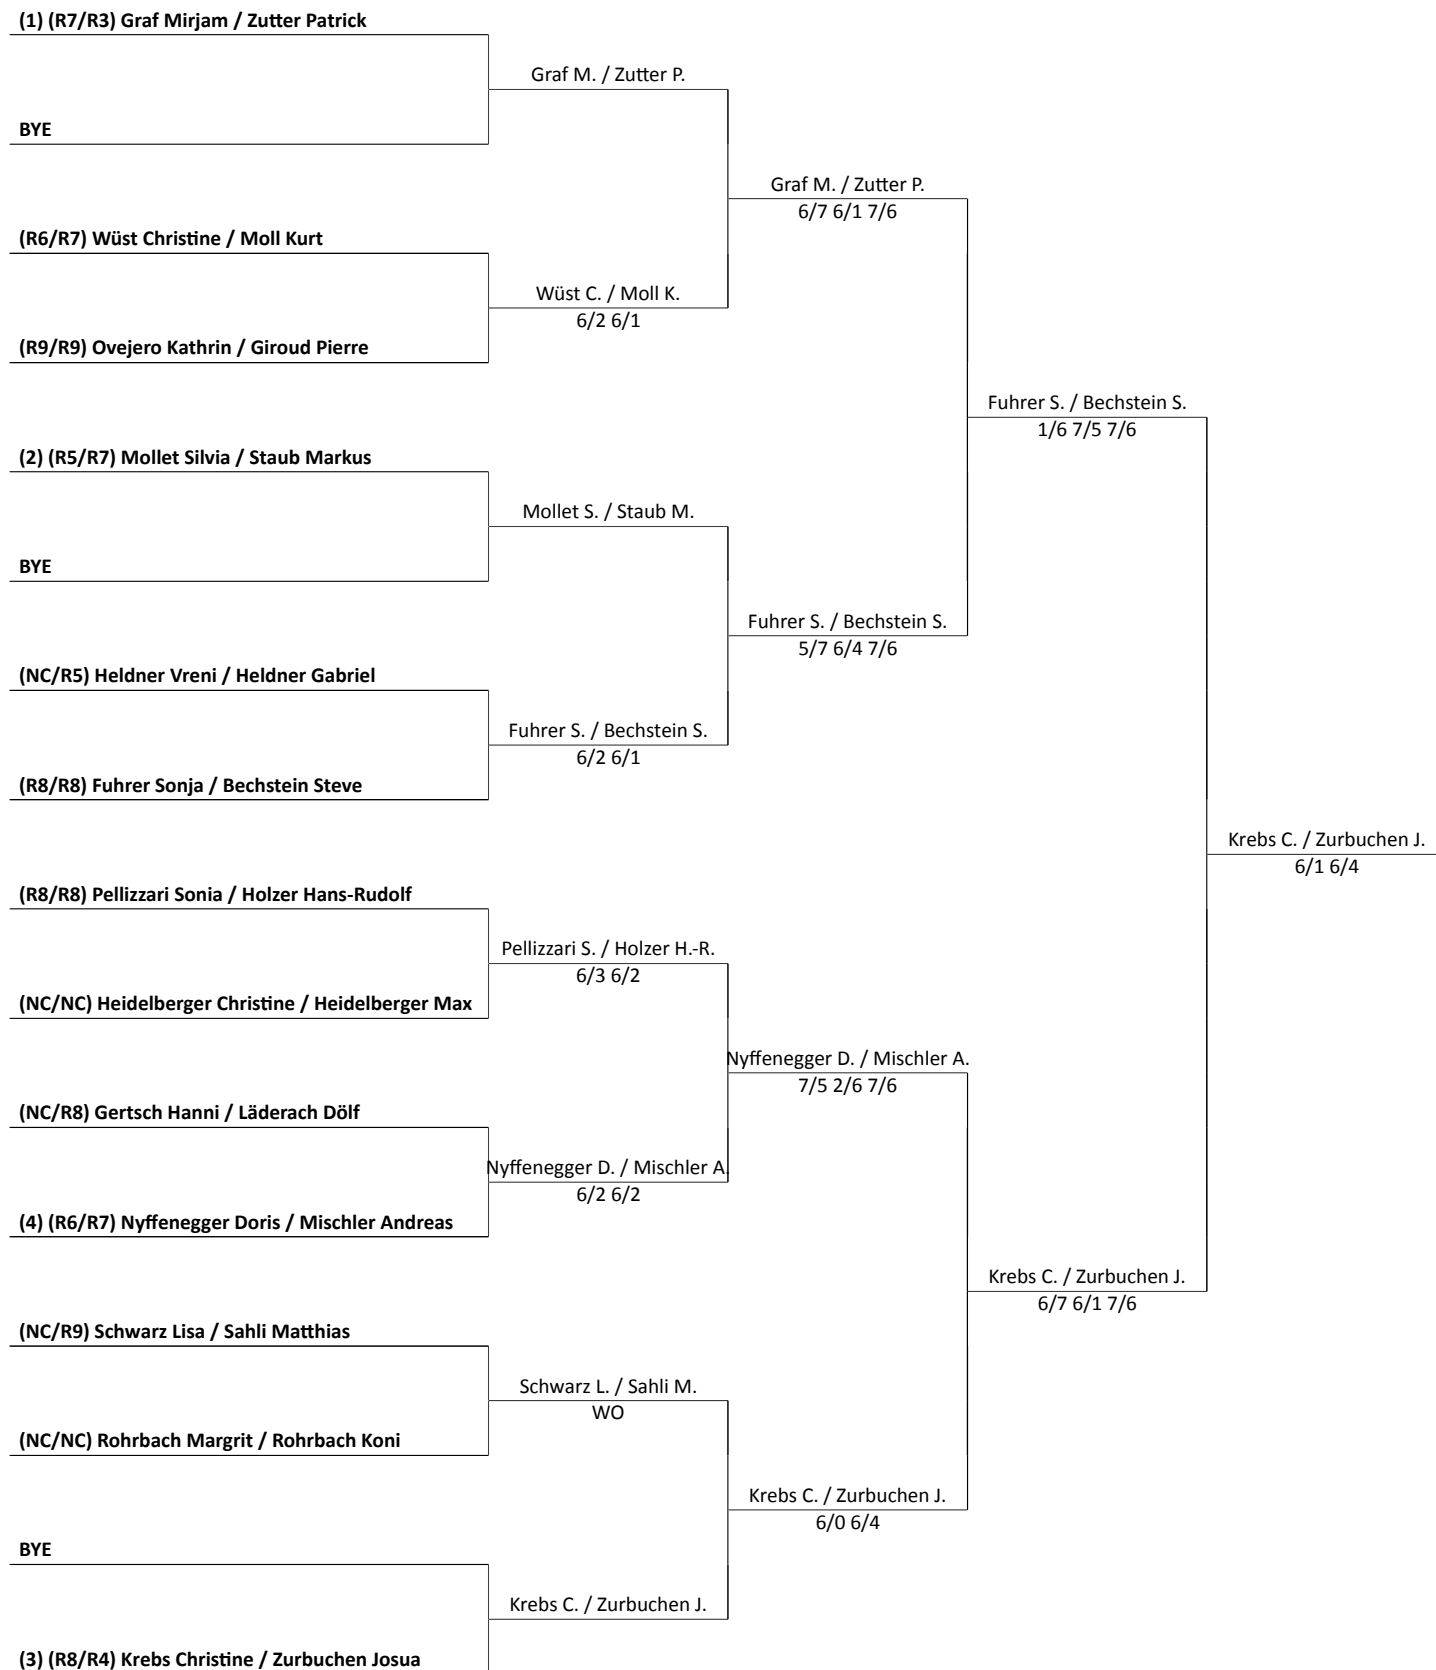 (1) (R7/R3) Graf Mirjam / Zutter Patrick
Graf M. / Zutter P.
BYE
Graf M. / Zutter P.
6/7 6/1 7/6
(R6/R7) Wüst Christine / Moll Kurt
Wüst C. / Moll K.
6/2 6/1
(R9/R9) Ovejero Kathrin / Giroud Pierre
Fuhrer S. / Bechstein S.
1/6 7/5 7/6
(2) (R5/R7) Mollet Silvia / Staub Markus
Mollet S. / Staub M.
BYE
Fuhrer S. / Bechstein S.
5/7 6/4 7/6
(NC/R5) Heldner Vreni / Heldner Gabriel
Fuhrer S. / Bechstein S.
6/2 6/1
(R8/R8) Fuhrer Sonja / Bechstein Steve
Krebs C. / Zurbuchen J.
6/1 6/4
(R8/R8) Pellizzari Sonia / Holzer Hans-Rudolf
Pellizzari S. / Holzer H.-R.
6/3 6/2
(NC/NC) Heidelberger Christine / Heidelberger Max
Nyffenegger D. / Mischler A.
7/5 2/6 7/6
(NC/R8) Gertsch Hanni / Läderach Dölf
Nyffenegger D. / Mischler A.
6/2 6/2
(4) (R6/R7) Nyffenegger Doris / Mischler Andreas
Krebs C. / Zurbuchen J.
6/7 6/1 7/6
(NC/R9) Schwarz Lisa / Sahli Matthias
Schwarz L. / Sahli M.
WO
(NC/NC) Rohrbach Margrit / Rohrbach Koni
Krebs C. / Zurbuchen J.
6/0 6/4
BYE
Krebs C. / Zurbuchen J.
(3) (R8/R4) Krebs Christine / Zurbuchen Josua